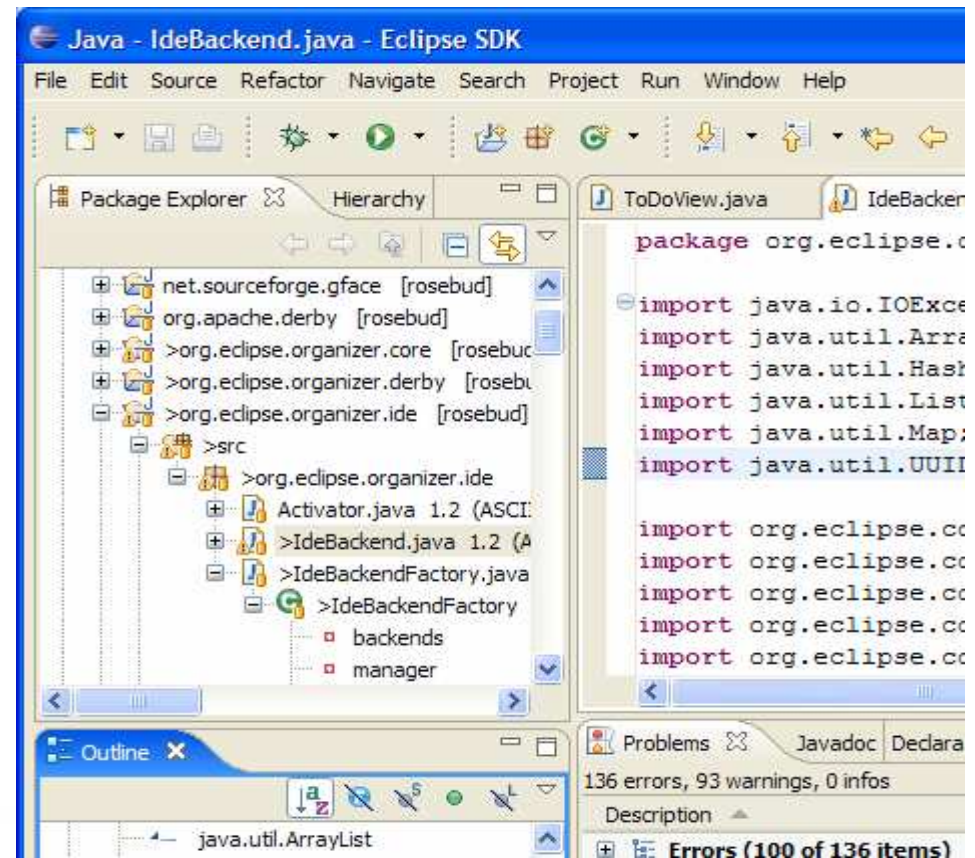 Java - IdeBackend.java - Eclipse SDK
File Edit Source Refactor Navigate Search Project Run Window Help
Package Explorer Hierarchy
net.sourceforge.gface [rosebud]
org.apache.derby [rosebud]
>org.eclipse.organizer.core [rosebud
>org.eclipse.organizer.derby [rosebu
>org.eclipse.organizer.ide [rosebud]
>src
>org.eclipse.organizer.ide
Activator.java 1.2 (ASCI
>IdeBackend.java 1.2 (A
>IdeBackendFactory.java
>IdeBackendFactory
backends
manager
ToDoView.java IdeBacken
package org.eclipse.o
import java.io.IOExce
import java.util.Arra
import java.util.Hash
import java.util.List
import java.util.Map;
import java.util.UUID
import org.eclipse.co
import org.eclipse.co
import org.eclipse.co
import org.eclipse.co
import org.eclipse.co
Outline
java.util.ArrayList
Problems Javadoc Declara
136 errors, 93 warnings, 0 infos
Description
Errors (100 of 136 items)